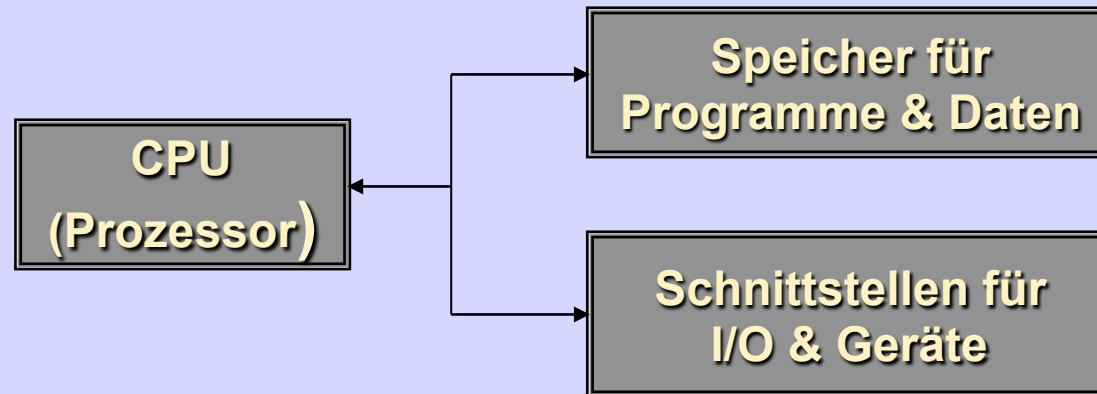 Speicher für
Programme & Daten
CPU
(Prozessor)
Schnittstellen für
I/O & Geräte